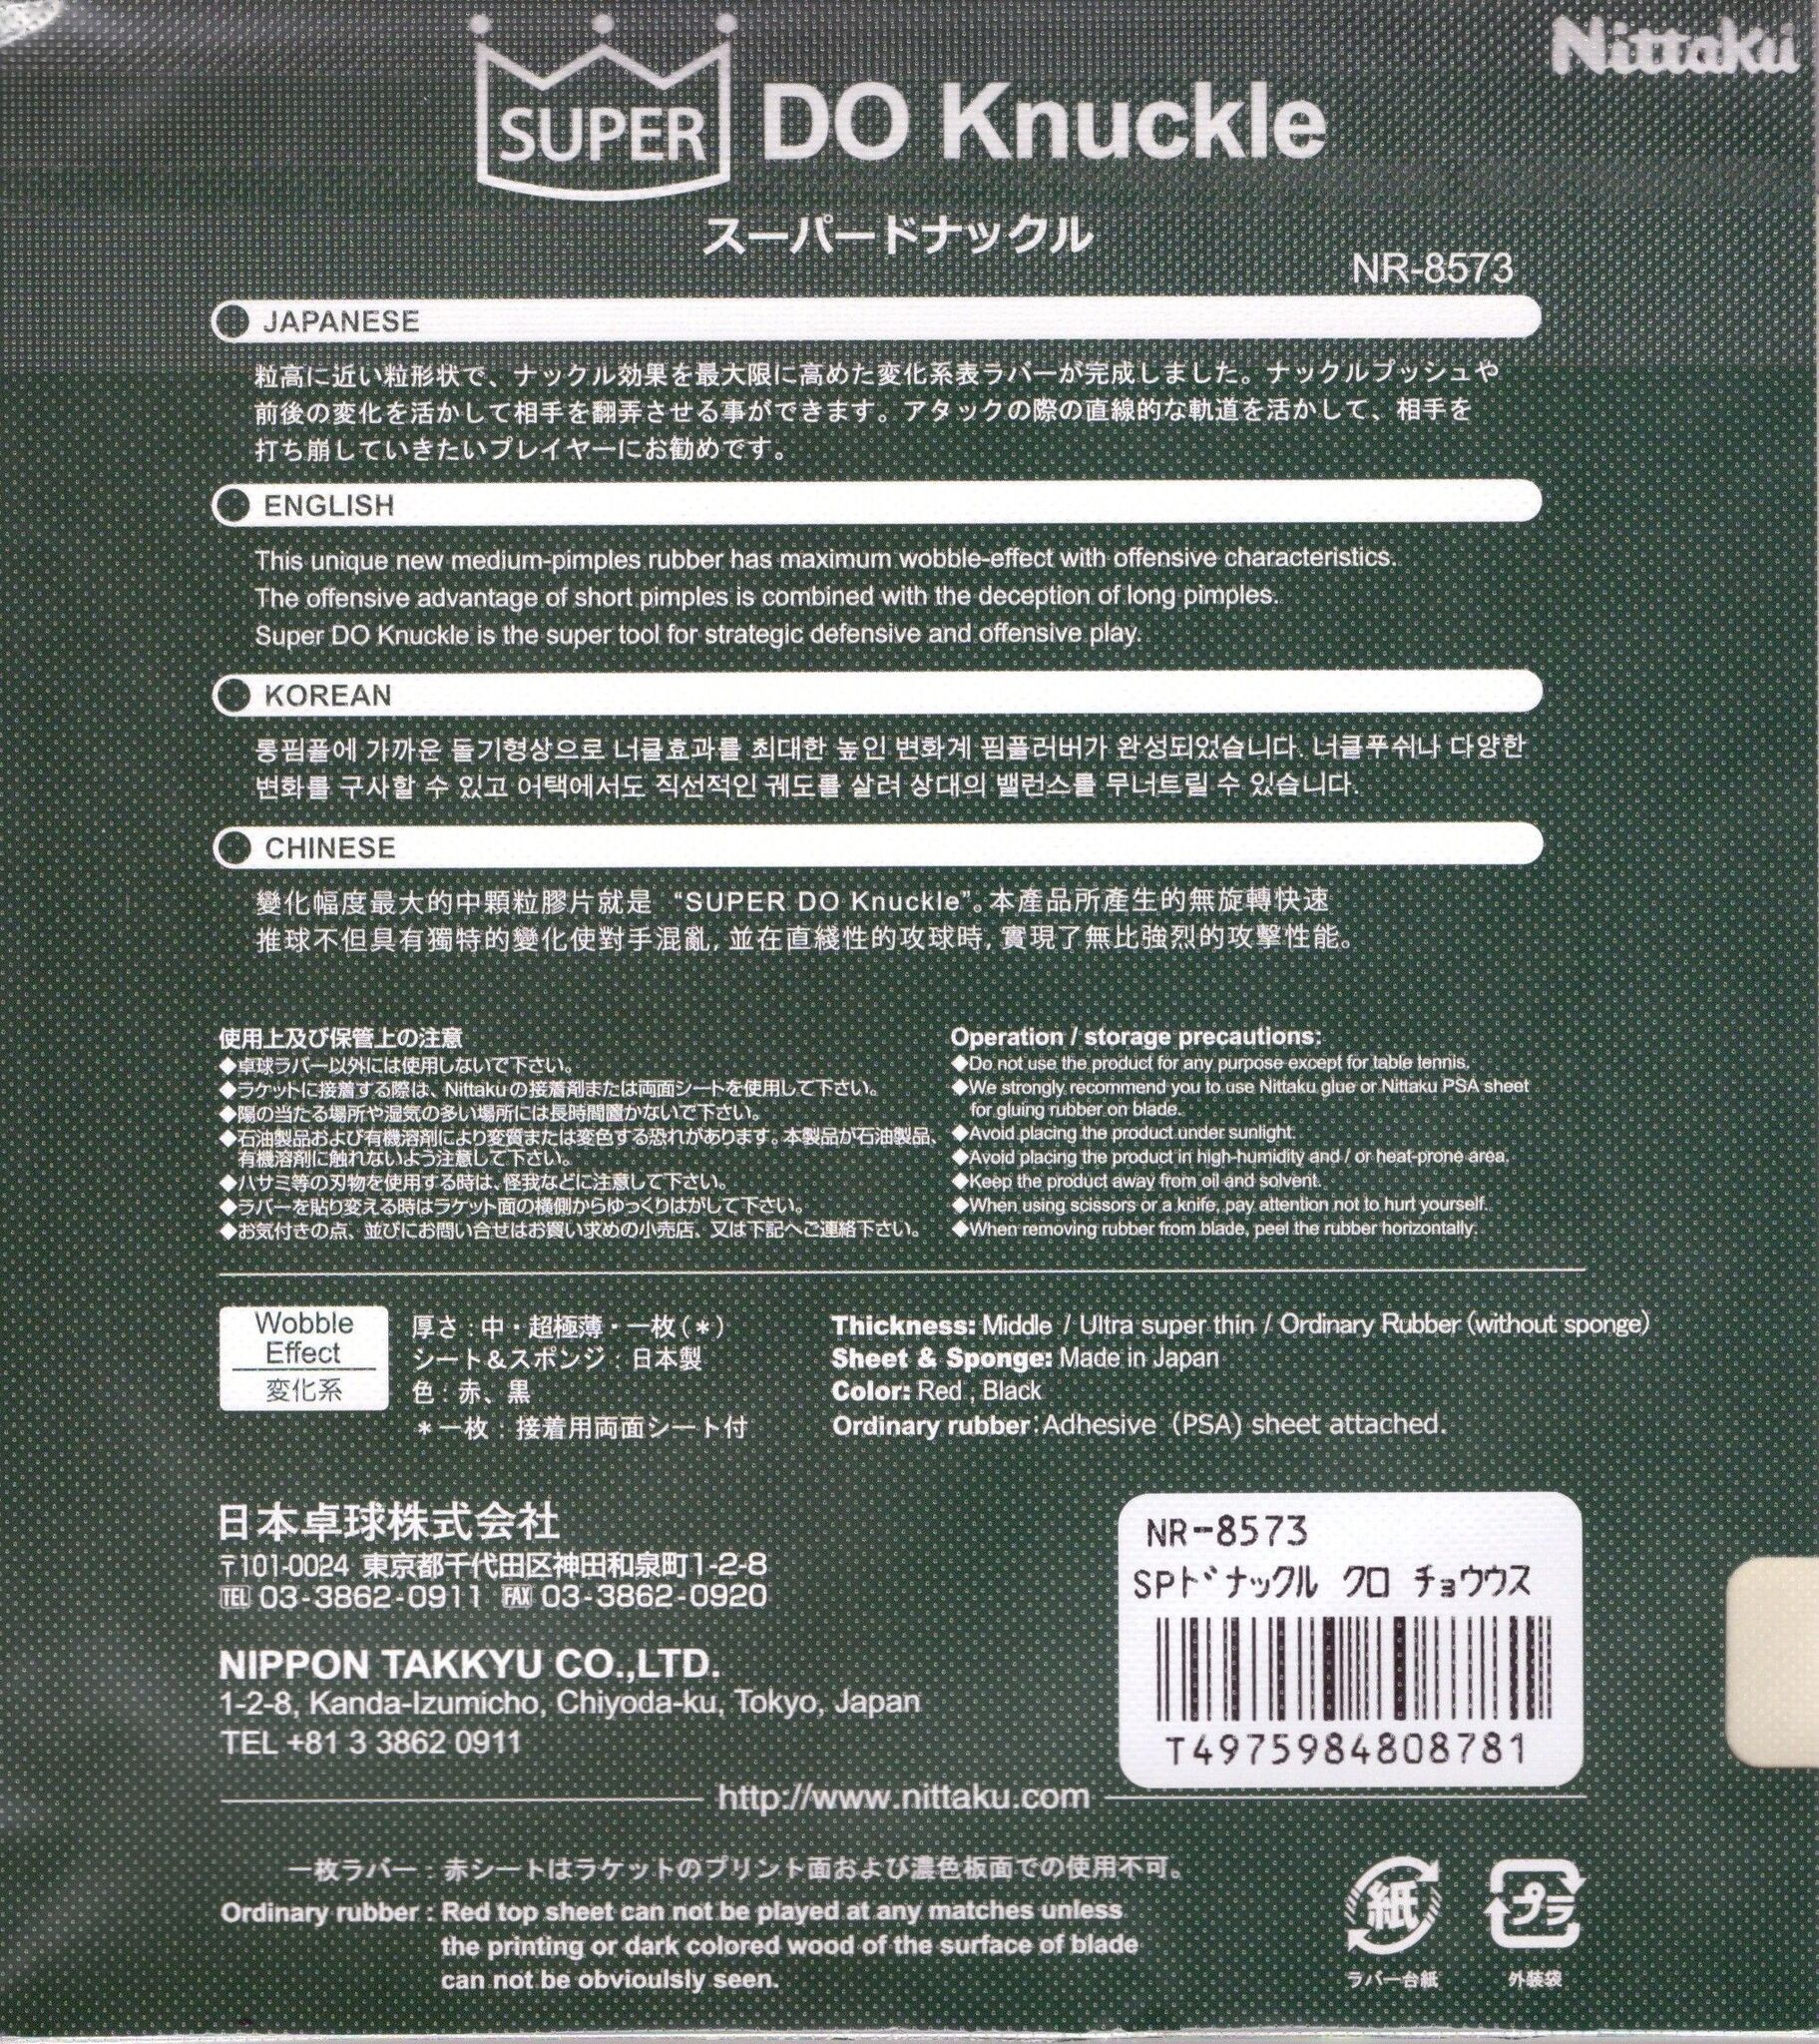 Nittaku
SUPER DO Knuckle
スーパードナックル
NR-8573
JAPANESE
粒高に近い粒形状で、ナックル効果を最大限に高めた変化系表ラバーが完成しました。ナックルプッシュや
前後の変化を活かして相手を翻弄させる事ができます。アタックの際の直線的な軌道を活かして、相手を
打ち崩していきたいプレイヤーにお勧めです。
ENGLISH
This unique new medium-pimples rubber has maximum wobble-effect with offensive characteristics.
The offensive advantage of short pimples is combined with the deception of long pimples.
Super DO Knuckle is the super tool for strategic defensive and offensive play.
KOREAN
롱핌플에 가까운 돌기형상으로 너클효과를 최대한 높인 변화계 핌플러버가 완성되었습니다. 너클푸쉬나 다양한
변화를 구사할 수 있고 어택에서도 직선적인 궤도를 살려 상대의 밸런스를 무너트릴 수 있습니다.
CHINESE
變化幅度最大的中顆粒膠片就是 “SUPER DO Knuckle”。本產品所產生的無旋轉快速
推球不但具有獨特的變化使對手混亂, 並在直綫性的攻球時, 實現了無比強烈的攻擊性能。
使用上及び保管上の注意
◆卓球ラバー以外には使用しないで下さい。
◆ラケットに接着する際は、Nittakuの接着剤または両面シートを使用して下さい。
◆陽の当たる場所や湿気の多い場所には長時間置かないで下さい。
◆石油製品および有機溶剤により変質または変色する恐れがあります。本製品が石油製品、
有機溶剤に触れないよう注意して下さい。
◆ハサミ等の刃物を使用する時は、怪我などに注意して下さい。
◆ラバーを貼り変える時はラケット面の横側からゆっくりはがして下さい。
◆お気付きの点、並びにお問い合せはお買い求めの小売店、又は下記へご連絡下さい。
Operation / storage precautions:
◆Do not use the product for any purpose except for table tennis.
◆We strongly recommend you to use Nittaku glue or Nittaku PSA sheet
for gluing rubber on blade.
◆Avoid placing the product under sunlight.
◆Avoid placing the product in high-humidity and / or heat-prone area.
◆Keep the product away from oil and solvent.
◆When using scissors or a knife, pay attention not to hurt yourself.
◆When removing rubber from blade, peel the rubber horizontally.
Wobble
Effect
変化系
厚さ : 中・超極薄・一枚(*)
シート&スポンジ : 日本製
色 : 赤、黒
*一枚 : 接着用両面シート付
Thickness: Middle / Ultra super thin / Ordinary Rubber (without sponge)
Sheet & Sponge: Made in Japan
Color: Red , Black
Ordinary rubber:Adhesive (PSA) sheet attached.
日本卓球株式会社
〒101-0024 東京都千代田区神田和泉町1-2-8
TEL 03-3862-0911 FAX 03-3862-0920
NIPPON TAKKYU CO.,LTD.
1-2-8, Kanda-Izumicho, Chiyoda-ku, Tokyo, Japan
TEL +81 3 3862 0911
NR-8573
SPドナックル クロ チョウウス
T4975984808781
http://www.nittaku.com
一枚ラバー : 赤シートはラケットのプリント面および濃色板面での使用不可。
Ordinary rubber : Red top sheet can not be played at any matches unless
the printing or dark colored wood of the surface of blade
can not be obvioulsly seen.
紙
ラバー台紙
プラ
外装袋